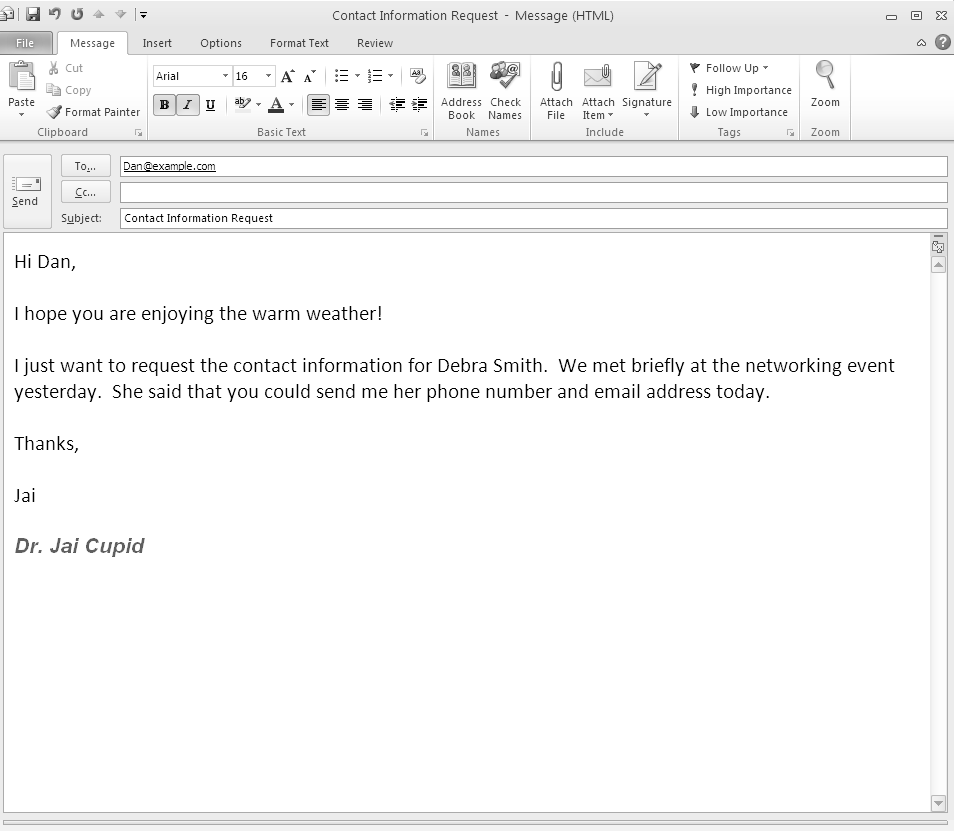 Contact Information Request - Message (HTML)
File Message Insert Options Format Text Review
Paste
Cut
Copy
Format Painter
Clipboard
Arial 16
B I U
Basic Text
Address Book
Check Names
Names
Attach File
Attach Item
Signature
Include
Follow Up
High Importance
Low Importance
Tags
Zoom
Zoom
Send
To... Dan@example.com
Cc...
Subject: Contact Information Request
Hi Dan,
I hope you are enjoying the warm weather!
I just want to request the contact information for Debra Smith.  We met briefly at the networking event
yesterday.  She said that you could send me her phone number and email address today.
Thanks,
Jai
Dr. Jai Cupid